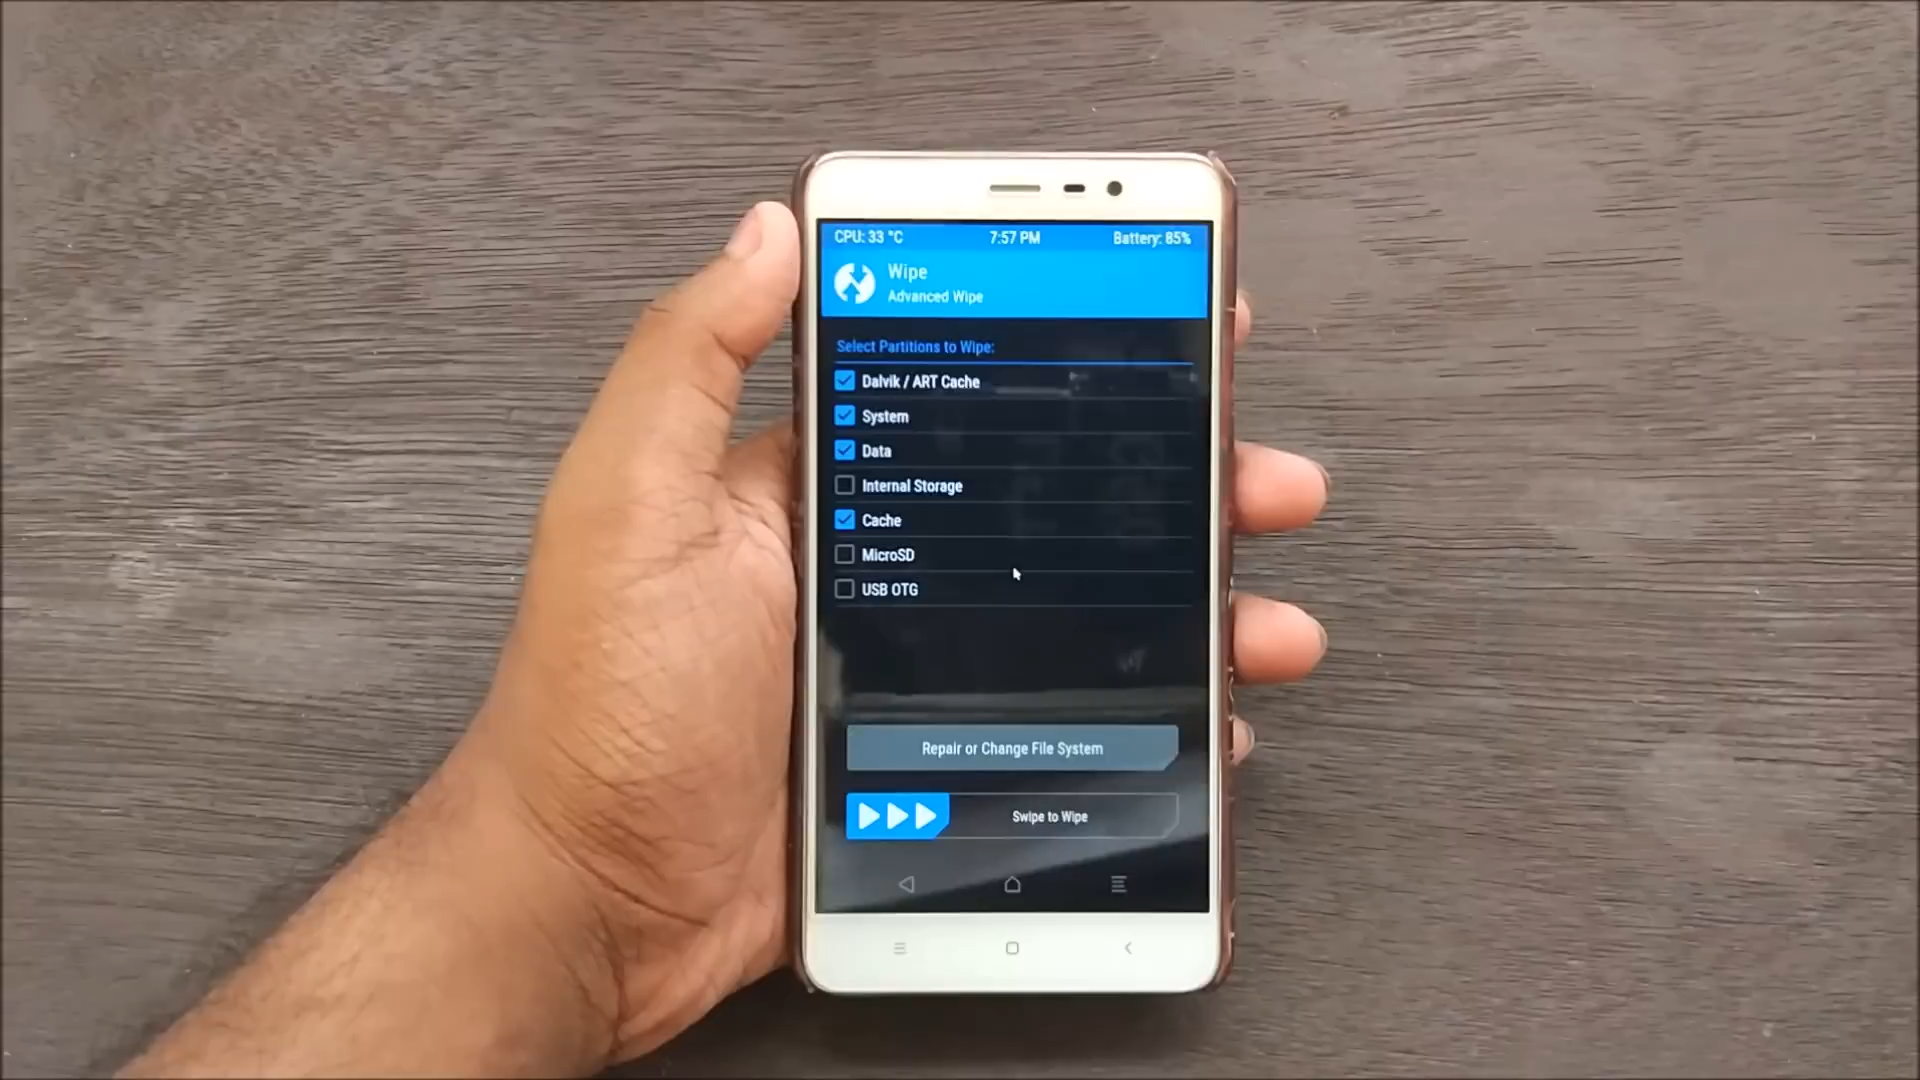 CPU: 33 °C 7:57 PM Battery: 85%
Wipe
Advanced Wipe
Select Partitions to Wipe:
Dalvik / ART Cache
System
Data
Internal Storage
Cache
MicroSD
USB OTG
Repair or Change File System
Swipe to Wipe